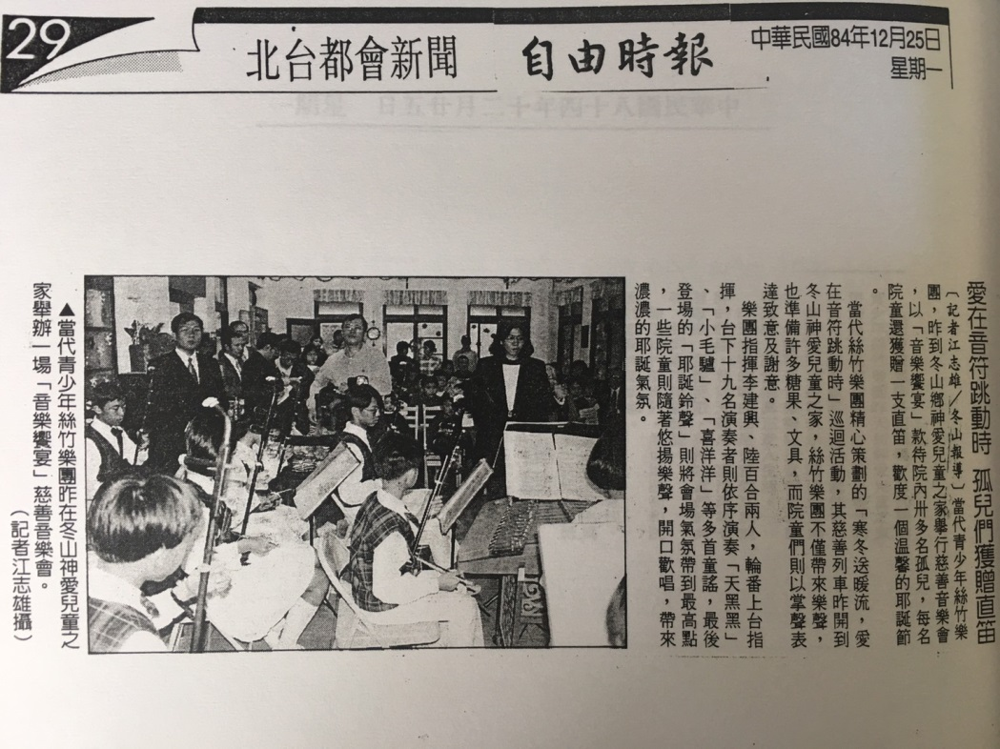 29
北台都會新聞
自由時報
中華民國84年12月25日
星期一
愛在音符跳動時 孤兒們獲贈直笛
〔記者江志雄／冬山報導〕當代青少年絲竹樂
團，昨到冬山鄉神愛兒童之家舉行慈善音樂會
，以「音樂饗宴」款待院內卅多名孤兒，每名
院童還獲贈一支直笛，歡度一個溫馨的耶誕節
。
當代絲竹樂團精心策劃的「寒冬送暖流，愛
在音符跳動時」巡迴活動，其慈善列車昨開到
冬山神愛兒童之家，絲竹樂團不僅帶來樂聲，
也準備許多糖果、文具，而院童們則以掌聲表
達致意及謝意。
樂團指揮李建興、陸百合兩人，輪番上台指
揮，台下十九名演奏者則依序演奏「天黑黑」
、「小毛驢」、「喜洋洋」等多首童謠，最後
登場的「耶誕鈴聲」則將會場氣氛帶到最高點
，一些院童則隨著悠揚樂聲，開口歡唱，帶來
濃濃的耶誕氣氛。
▲當代青少年絲竹樂團昨在冬山神愛兒童之
家舉辦一場「音樂饗宴」慈善音樂會。
（記者江志雄攝）